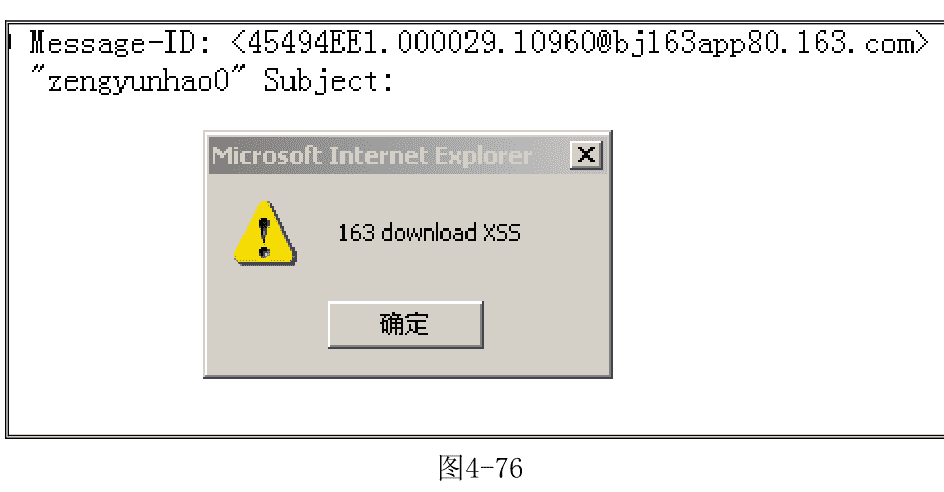 Message-ID: <45494EE1.000029.10960@bj163app80.163.com>
"zengyunhao0" Subject:
Microsoft Internet Explorer
163 download XSS
确定
图4-76